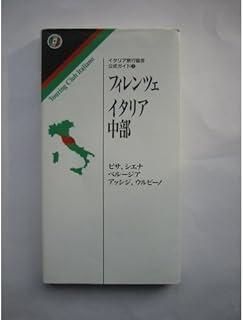 Touring Club Italiano
イタリア旅行協会
公式ガイド
フィレンツェ
イタリア
中部
ピサ、シエナ
ペルージア
アッシジ、ウルビーノ